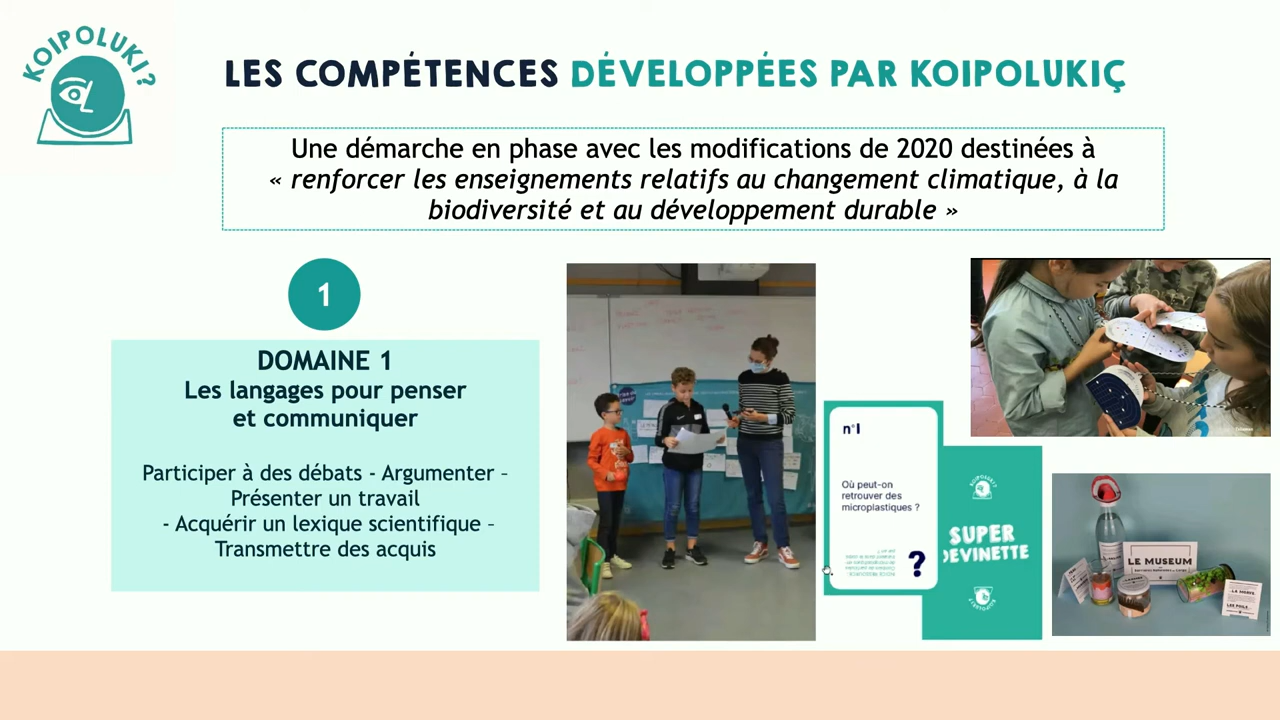 KOIPOLUKI?
LES COMPÉTENCES DÉVELOPPÉES PAR KOIPOLUKIÇ
Une démarche en phase avec les modifications de 2020 destinées à
« renforcer les enseignements relatifs au changement climatique, à la
biodiversité et au développement durable »
1
DOMAINE 1
Les langages pour penser
et communiquer
Participer à des débats - Argumenter –
Présenter un travail
- Acquérir un lexique scientifique –
Transmettre des acquis
n°1
Où peut-on
retrouver des
microplastiques ?
?
KOIPOLUKI?
SUPER
DEVINETTE
KOIPOLUKI?
LE MUSEUM